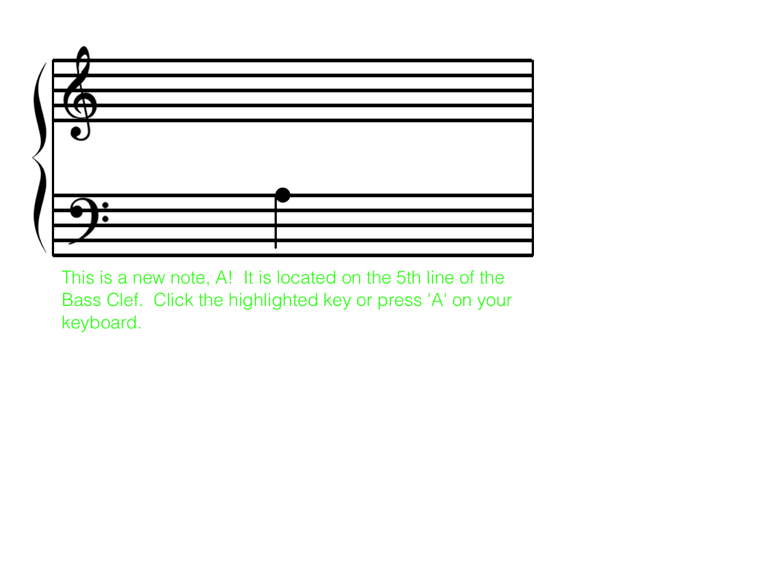 This is a new note, A!  It is located on the 5th line of the
Bass Clef.  Click the highlighted key or press 'A' on your
keyboard.